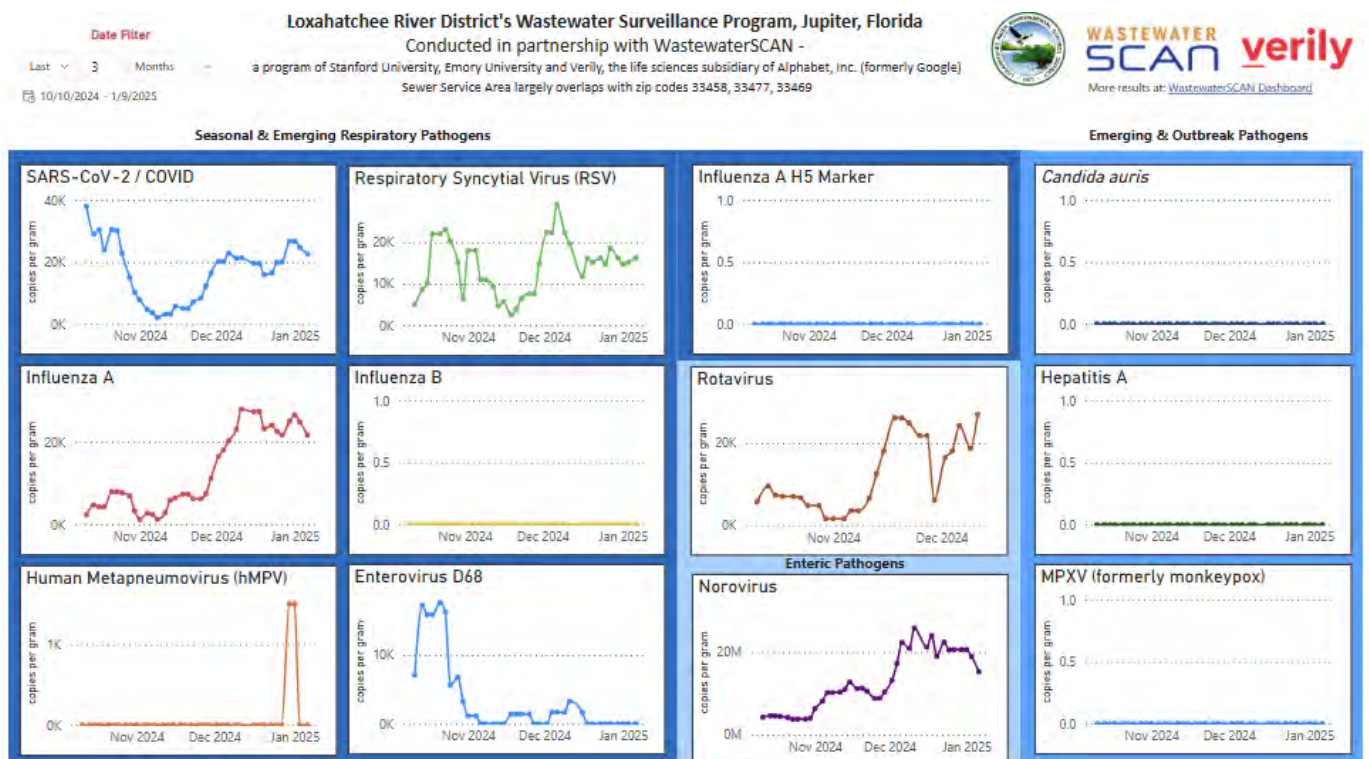 Loxahatchee River District's Wastewater Surveillance Program, Jupiter, Florida
Conducted in partnership with WastewaterSCAN -
a program of Stanford University, Emory University and Verily, the life sciences subsidiary of Alphabet, Inc. (formerly Google)
Sewer Service Area largely overlaps with zip codes 33458, 33477, 33469
Date Filter
Last 3 Months
10/10/2024 - 1/9/2025
WASTEWATER
SCAN
verily
More results at: WastewaterSCAN Dashboard
Seasonal & Emerging Respiratory Pathogens
Emerging & Outbreak Pathogens
SARS-CoV-2 / COVID
copies per gram
40K
20K
0K
Nov 2024 Dec 2024 Jan 2025
Respiratory Syncytial Virus (RSV)
copies per gram
20K
10K
0K
Nov 2024 Dec 2024 Jan 2025
Influenza A H5 Marker
copies per gram
1.0
0.5
0.0
Nov 2024 Dec 2024 Jan 2025
Candida auris
copies per gram
1.0
0.5
0.0
Nov 2024 Dec 2024 Jan 2025
Influenza A
copies per gram
20K
0K
Nov 2024 Dec 2024 Jan 2025
Influenza B
copies per gram
1.0
0.5
0.0
Nov 2024 Dec 2024 Jan 2025
Rotavirus
copies per gram
20K
0K
Nov 2024 Dec 2024
Hepatitis A
copies per gram
1.0
0.5
0.0
Nov 2024 Dec 2024 Jan 2025
Human Metapneumovirus (hMPV)
copies per gram
1K
0K
Nov 2024 Dec 2024 Jan 2025
Enterovirus D68
copies per gram
10K
0K
Nov 2024 Dec 2024 Jan 2025
Enteric Pathogens
Norovirus
copies per gram
20M
0M
Nov 2024 Dec 2024 Jan 2025
MPXV (formerly monkeypox)
copies per gram
1.0
0.5
0.0
Nov 2024 Dec 2024 Jan 2025